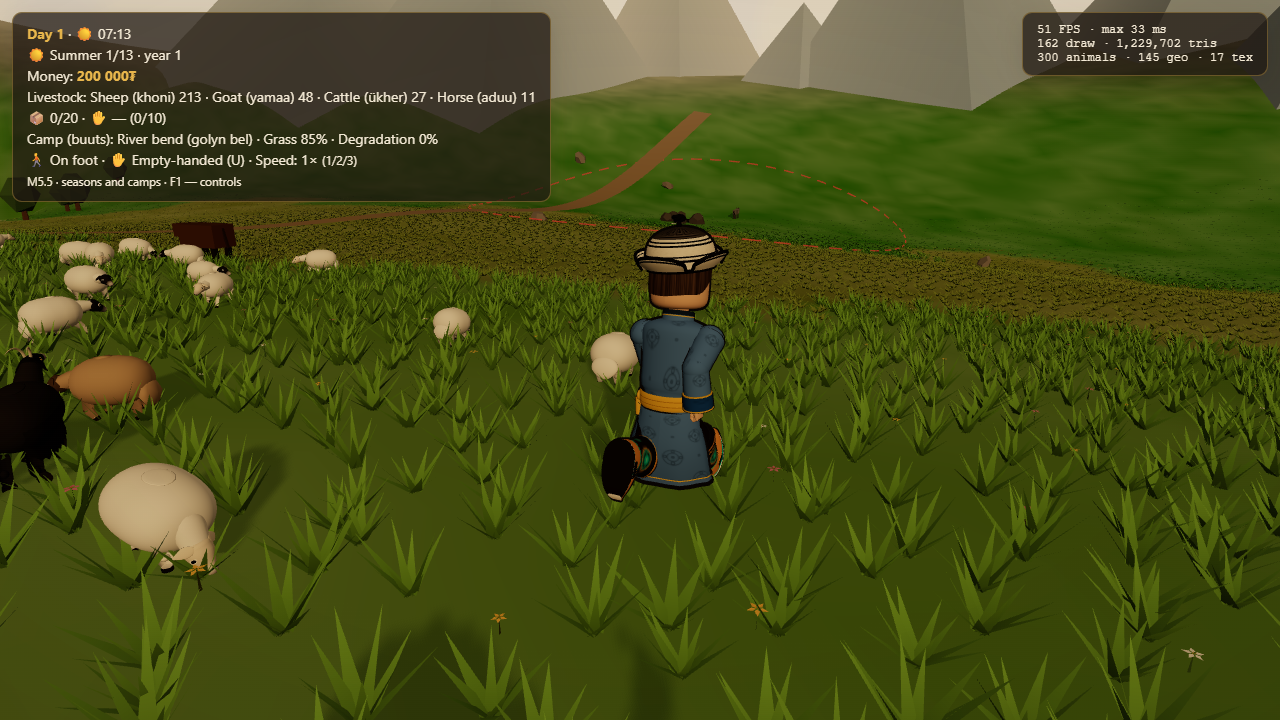 Day 1 · ☀️ 07:13
☀️ Summer 1/13 · year 1
Money: 200 000₮
Livestock: Sheep (khoni) 213 · Goat (yamaa) 48 · Cattle (ükher) 27 · Horse (aduu) 11
📦 0/20 · ✋ — (0/10)
Camp (buuts): River bend (golyn bel) · Grass 85% · Degradation 0%
🚶 On foot · ✋ Empty-handed (U) · Speed: 1× (1/2/3)
M5.5 · seasons and camps · F1 — controls
51 FPS · max 33 ms
162 draw · 1,229,702 tris
300 animals · 145 geo · 17 tex